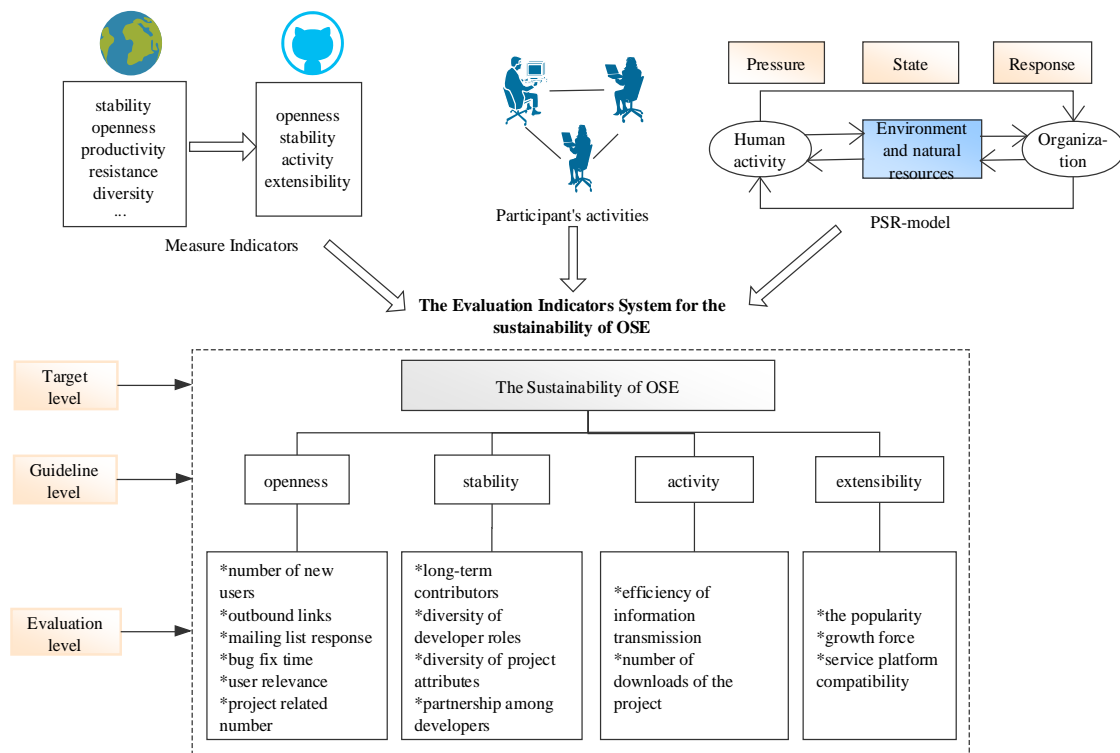 stability
openness
productivity
resistance
diversity
...
openness
stability
activity
extensibility
Measure Indicators
Participant's activities
Pressure
State
Response
Human
activity
Environment
and natural
resources
Organiza-
tion
PSR-model
The Evaluation Indicators System for the
sustainability of OSE
Target
level
The Sustainability of OSE
Guideline
level
openness
stability
activity
extensibility
Evaluation
level
*number of new
users
*outbound links
*mailing list response
*bug fix time
*user relevance
*project related
number
*long-term
contributors
*diversity of
developer roles
*diversity of project
attributes
*partnership among
developers
*efficiency of
information
transmission
*number of
downloads of the
project
*the popularity
*growth force
*service platform
compatibility